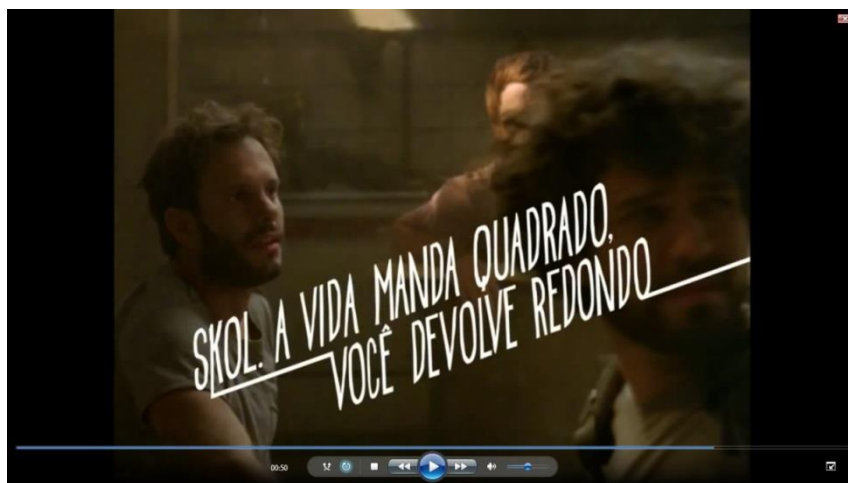 SKOL. A VIDA MANDA QUADRADO,
VOCÊ DEVOLVE REDONDO
00:50